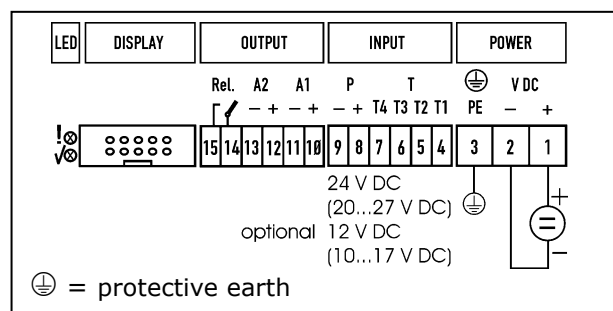 LED DISPLAY OUTPUT INPUT POWER
Rel. A2 A1 P T V DC
− + − + − + T4 T3 T2 T1 PE − +
!⊗
√⊗
15 14 13 12 11 10 9 8 7 6 5 4 3 2 1
24 V DC
(20...27 V DC)
optional 12 V DC
(10...17 V DC)
+
=
−
= protective earth